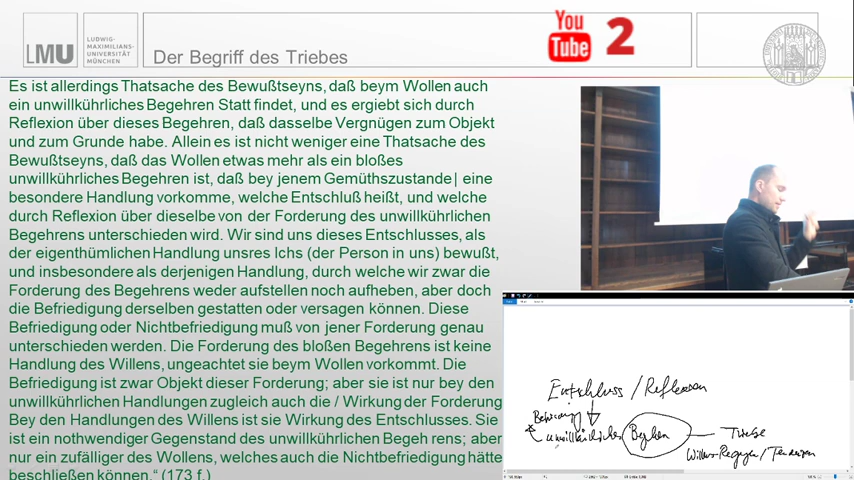 LMU
LUDWIG-
MAXIMILIANS-
UNIVERSITÄT
MÜNCHEN
Der Begriff des Triebes
You
Tube
2
Es ist allerdings Thatsache des Bewußtseyns, daß beym Wollen auch
ein unwillkührliches Begehren Statt findet, und es ergiebt sich durch
Reflexion über dieses Begehren, daß dasselbe Vergnügen zum Objekt
und zum Grunde habe. Allein es ist nicht weniger eine Thatsache des
Bewußtseyns, daß das Wollen etwas mehr als ein bloßes
unwillkührliches Begehren ist, daß bey jenem Gemüthszustande| eine
besondere Handlung vorkomme, welche Entschluß heißt, und welche
durch Reflexion über dieselbe von der Forderung des unwillkührlichen
Begehrens unterschieden wird. Wir sind uns dieses Entschlusses, als
der eigenthümlichen Handlung unsres Ichs (der Person in uns) bewußt,
und insbesondere als derjenigen Handlung, durch welche wir zwar die
Forderung des Begehrens weder aufstellen noch aufheben, aber doch
die Befriedigung derselben gestatten oder versagen können. Diese
Befriedigung oder Nichtbefriedigung muß von jener Forderung genau
unterschieden werden. Die Forderung des bloßen Begehrens ist keine
Handlung des Willens, ungeachtet sie beym Wollen vorkommt. Die
Befriedigung ist zwar Objekt dieser Forderung; aber sie ist nur bey den
unwillkührlichen Handlungen zugleich auch die / Wirkung der Forderung
Bey den Handlungen des Willens ist sie Wirkung des Entschlusses. Sie
ist ein nothwendiger Gegenstand des unwillkührlichen Begeh rens; aber
nur ein zufälliges des Wollens, welches auch die Nichtbefriedigung hätte
beschließen können.“ (173 f.)
Entschluss / Reflexion
unwillkürliches Begehren — Triebe